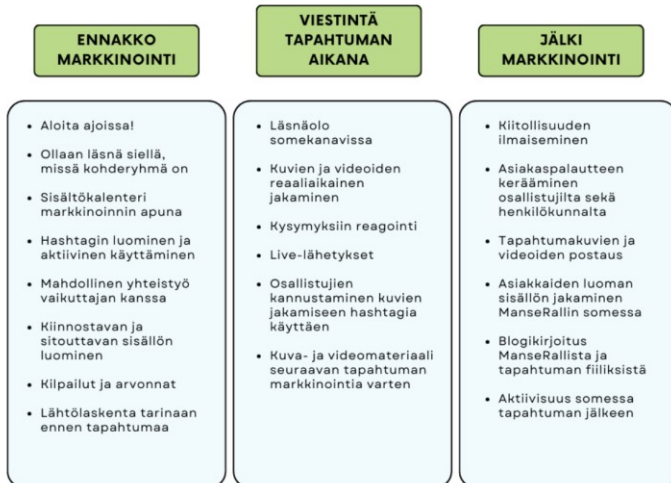 ENNAKKO
MARKKINOINTI
• Aloita ajoissa!
• Ollaan läsnä siellä,
missä kohderyhmä on
• Sisältökalenteri
markkinoinnin apuna
• Hashtagin luominen ja
aktiivinen käyttäminen
• Mahdollinen yhteistyö
vaikuttajan kanssa
• Kiinnostavan ja
sitouttavan sisällön
luominen
• Kilpailut ja arvonnat
• Lähtölaskenta tarinaan
ennen tapahtumaa
VIESTINTÄ
TAPAHTUMAN
AIKANA
• Läsnäolo
somekanavissa
• Kuvien ja videoiden
reaaliaikainen
jakaminen
• Kysymyksiin reagointi
• Live-lähetykset
• Osallistujien
kannustaminen kuvien
jakamiseen hashtagia
käyttäen
• Kuva- ja videomateriaali
seuraavan tapahtuman
markkinointia varten
JÄLKI
MARKKINOINTI
• Kiitollisuuden
ilmaiseminen
• Asiakaspalautteen
kerääminen
osallistujilta sekä
henkilökunnalta
• Tapahtumakuvien ja
videoiden postaus
• Asiakkaiden luoman
sisällön jakaminen
ManseRallin somessa
• Blogikirjoitus
ManseRallista ja
tapahtuman fiiliksistä
• Aktiivisuus somessa
tapahtuman jälkeen